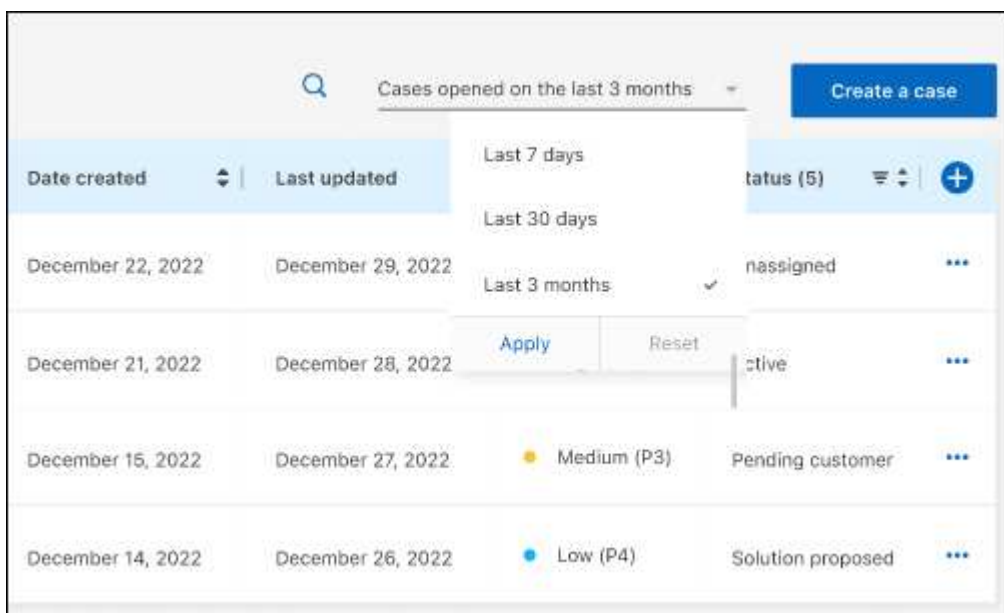 Cases opened on the last 3 months
Create a case
Last 7 days
Last 30 days
Last 3 months
Apply Reset
Date created Last updated tatus (5)
December 22, 2022 December 29, 2022 nassigned
December 21, 2022 December 28, 2022 ctive
December 15, 2022 December 27, 2022 Medium (P3) Pending customer
December 14, 2022 December 26, 2022 Low (P4) Solution proposed